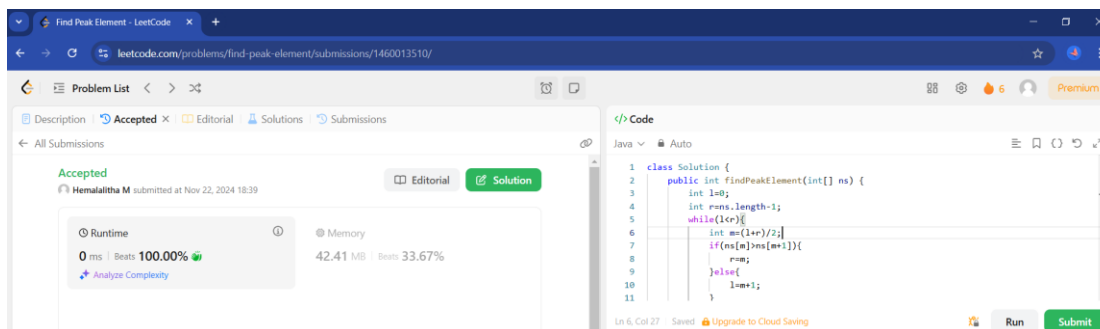 Find Peak Element - LeetCode
leetcode.com/problems/find-peak-element/submissions/1460013510/
Problem List
6
Premium
Description
Accepted
Editorial
Solutions
Submissions
All Submissions
Accepted
Hemalalitha M submitted at Nov 22, 2024 18:39
Editorial
Solution
Runtime
0 ms | Beats 100.00%
Analyze Complexity
Memory
42.41 MB | Beats 33.67%
</> Code
Java
Auto
1 class Solution {
2 public int findPeakElement(int[] ns) {
3 int l=0;
4 int r=ns.length-1;
5 while(l<r){
6 int m=(l+r)/2;
7 if(ns[m]>ns[m+1]){
8 r=m;
9 }else{
10 l=m+1;
11 }
Ln 6, Col 27 Saved Upgrade to Cloud Saving
Run
Submit